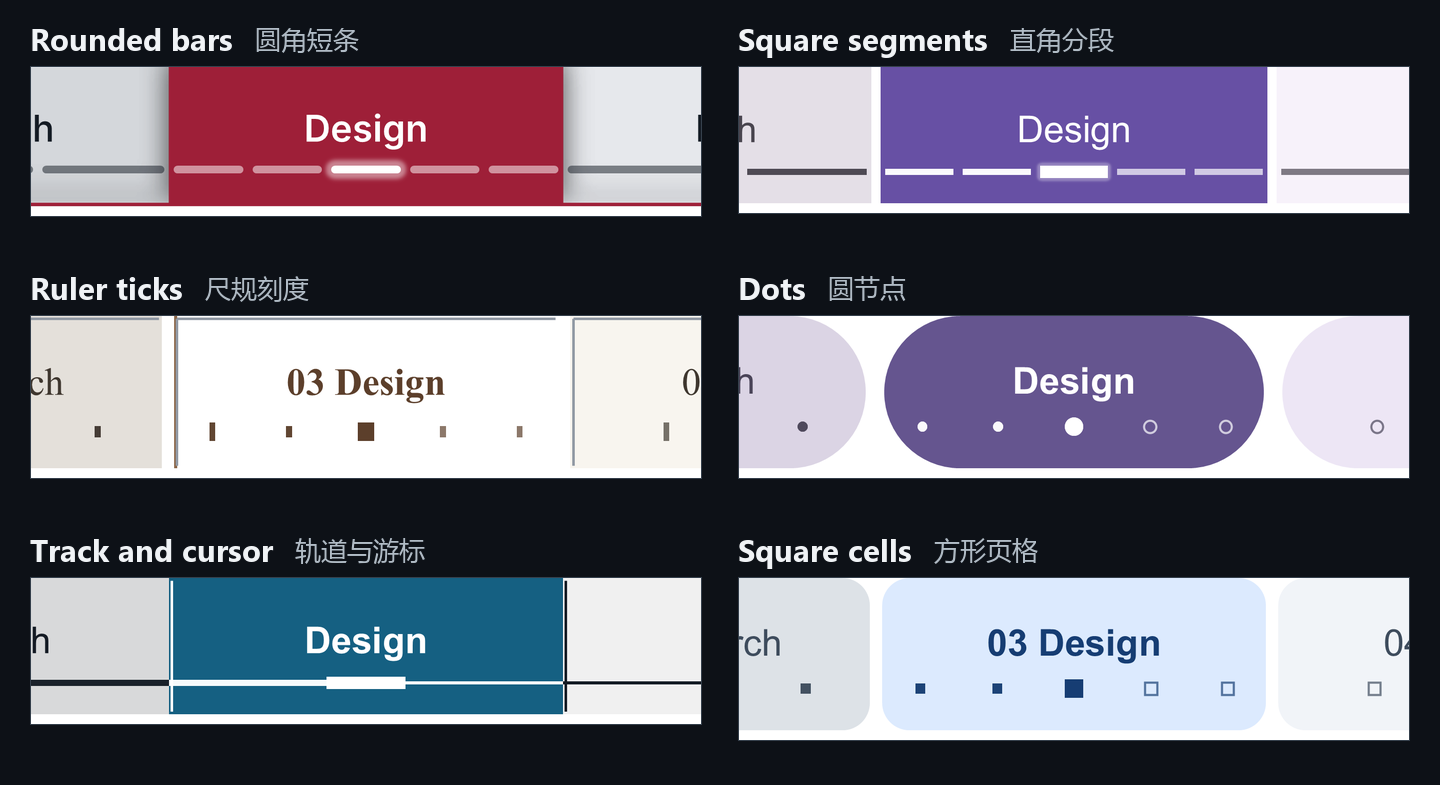 Rounded bars 圆角短条
h Design
Square segments 直角分段
h Design
Ruler ticks 尺规刻度
ch 03 Design 0
Dots 圆节点
h Design
Track and cursor 轨道与游标
h Design
Square cells 方形页格
rch 03 Design 04